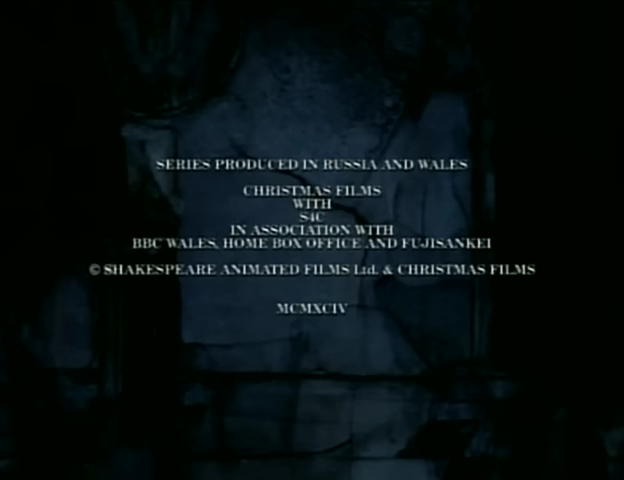 SERIES PRODUCED IN RUSSIA AND WALES
CHRISTMAS FILMS
WITH
S4C
IN ASSOCIATION WITH
BBC WALES, HOME BOX OFFICE AND FUJISANKEI
© SHAKESPEARE ANIMATED FILMS Ltd. & CHRISTMAS FILMS
MCMXCIV